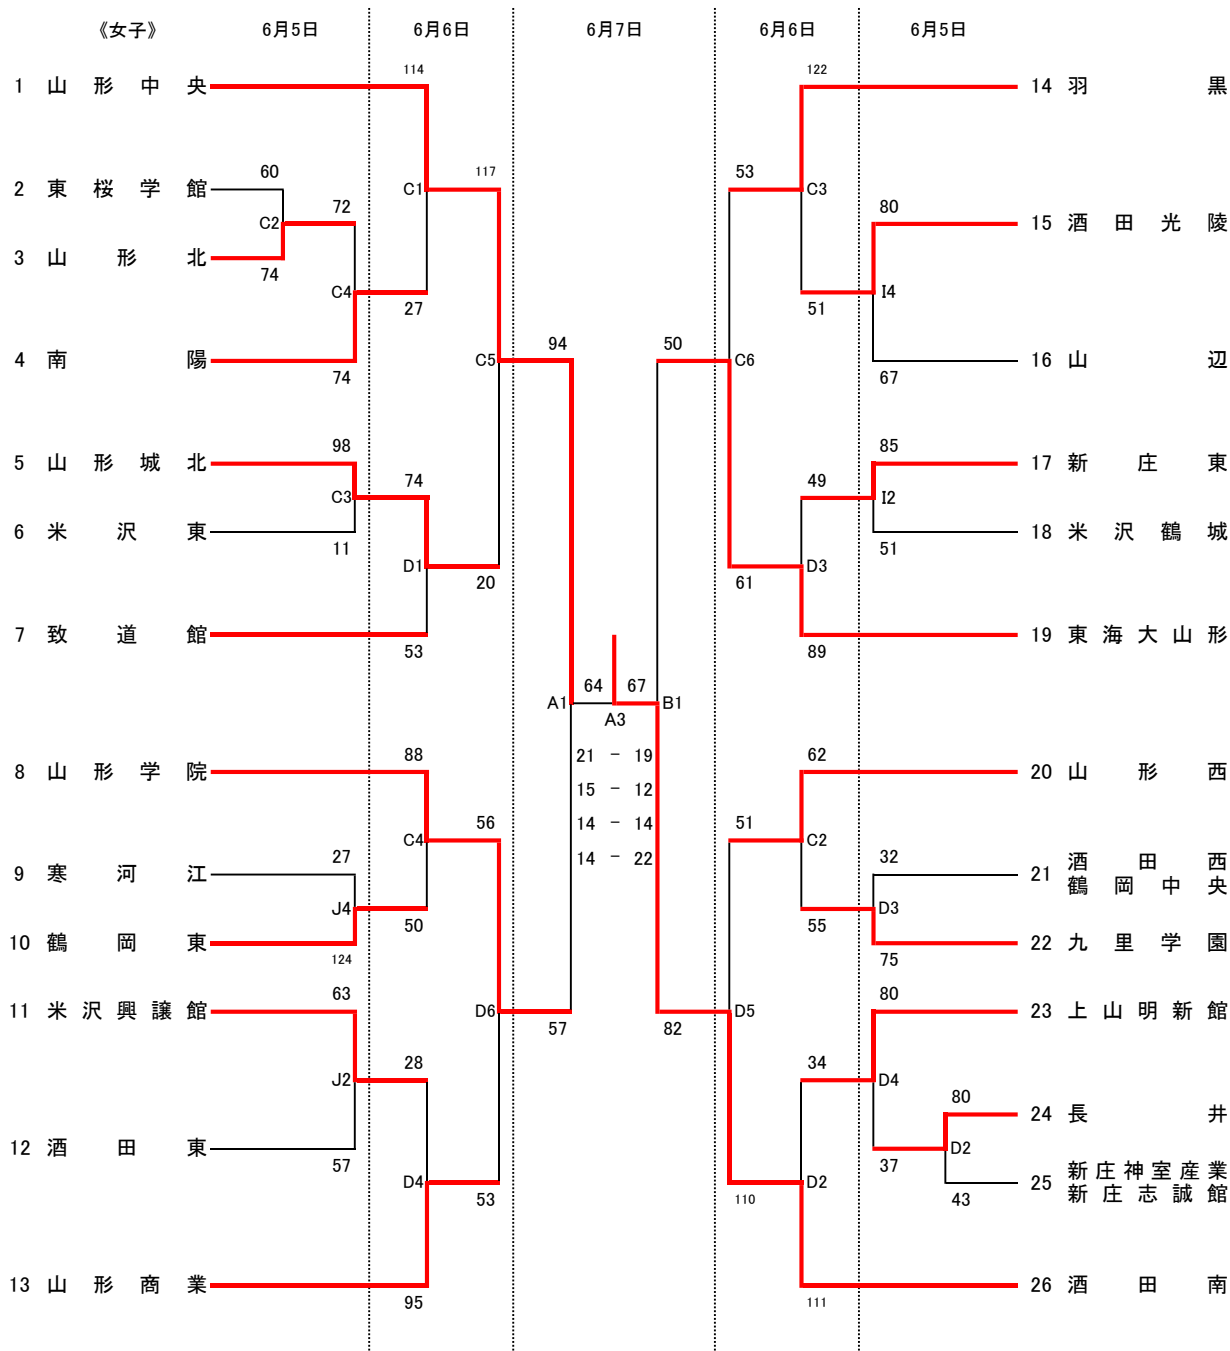 《女子》 6月5日 6月6日 6月7日 6月6日 6月5日
114 122
1 山形中央 14 羽黒
60 117 53
2 東桜学館 C1 C3
72 80
C2 15 酒田光陵
3 山形北
74
C4 I4
27 51
94 50
4 南陽 C5 C6 16 山辺
74 67
98 85
5 山形城北 74 49 17 新庄東
C3 I2
6 米沢東 18 米沢鶴城
11 51
D1 D3
20 61
7 致道館 19 東海大山形
53 89
64 67
A1 B1
A3
21 - 19
88 62
8 山形学院 20 山形西
15 - 12
14 - 14
56 51
C4 C2
27 14 - 22 32
9 寒河江 21 酒田西
鶴岡中央
J4 D3
50 55
10 鶴岡東 22 九里学園
124 75
63 80
11 米沢興譲館 D6 D5 23 上山明新館
57 82
28 34
J2 D4
80
24 長井
12 酒田東 D2
57 37
D4 D2 25 新庄神室産業
新庄志誠館
53 110 43
13 山形商業 26 酒田南
95 111